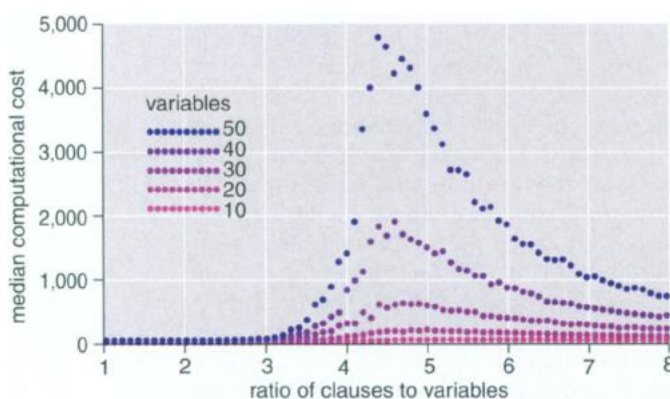 5,000
4,000
3,000
2,000
1,000
0
median computational cost
variables
50
40
30
20
10
1 2 3 4 5 6 7 8
ratio of clauses to variables